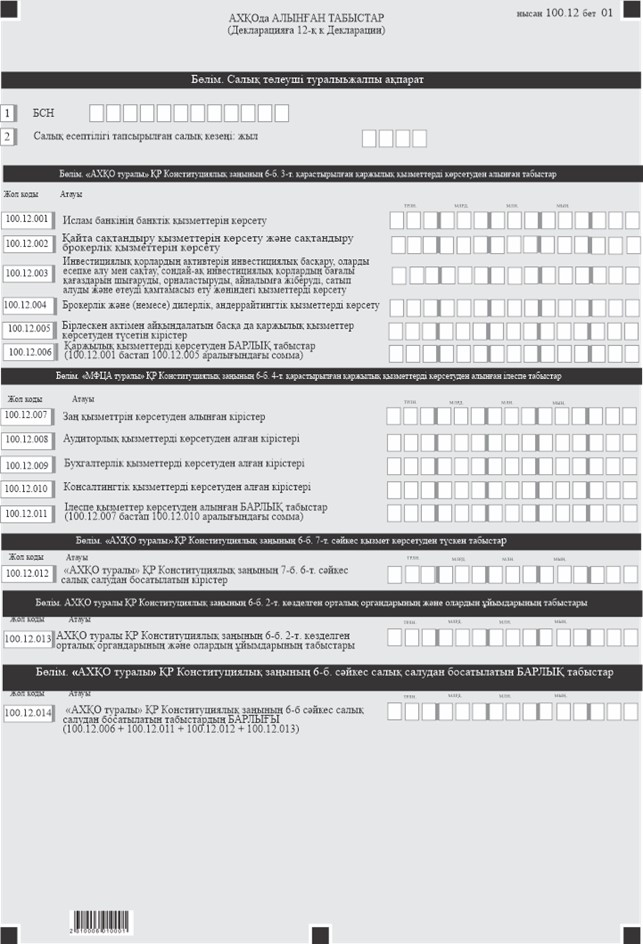 АХҚОда АЛЫНҒАН ТАБЫСТАР
нысан 100.12 бет 01
(Декларацияға 12-қ к Декларации)
Бөлім. Салық төлеуші туралыьжалпы ақпарат
1 БСН
2 Салық есептілігі тапсырылған салық кезеңі: жыл
Бөлім. «АХҚО туралы» ҚР Конституциялық заңының 6-б. 3-т. қарастырылған қаржылық қызметтерді көрсетуден алынған табыстар
Жол коды Атауы
трлн. млрд. млн. мың.
100.12.001 Ислам банкінің банктік қызметтерін көрсету
100.12.002 Қайта сақтандыру қызметтерін көрсету және сақтандыру
брокерлік қызметтерін көрсету
100.12.003 Инвестициялық қорлардың активтерін инвестициялық басқару, оларды
есепке алу мен сақтау, сондай-ақ инвестициялық қорлардың бағалы
қағаздарын шығаруды, орналастыруды, айналымға жіберуді, сатып
алуды және өтеуді қамтамасыз ету жөніндегі қызметтерді көрсету
100.12.004 Брокерлік және (немесе) дилерлік, андеррайтингтік қызметтерді көрсету
100.12.005 Бірлескен актімен айқындалатын басқа да қаржылық қызметтер
көрсетуден түсетін кірістер
100.12.006 Қаржылық қызметтерді көрсетуден БАРЛЫҚ табыстар
(100.12.001 бастап 100.12.005 аралығындағы сомма)
Бөлім. «МФЦА туралы» ҚР Конституциялық заңының 6-б. 4-т. қарастырылған қаржылық қызметтерді көрсетуден алынған ілеспе табыстар
Жол коды Атауы
трлн. млрд. млн. мың.
100.12.007 Заң қызметтрін көрсетуден алынған кірістер
100.12.008 Аудиторлық қызметтерді көрсетуден алған кірістері
100.12.009 Бухгалтерлік қызметтерді көрсетуден алған кірістері
100.12.010 Консалтингтік қызметтерді көрсетуден алған кірістері
100.12.011 Ілеспе қызметтер көрсетуден алынған БАРЛЫҚ табыстар
(100.12.007 бастап 100.12.010 аралығындағы сомма)
Бөлім. «АХҚО туралы» ҚР Конституциялық заңының 6-б. 7-т. сәйкес қызмет көрсетуден түскен табыстар
Жол коды Атауы
трлн. млрд. млн. мың.
100.12.012 «АХҚО туралы» ҚР Конституциялық заңының 7-б. 6-т. сәйкес
салық салудан босатылатын кірістер
Бөлім. АХҚО туралы ҚР Конституциялық заңының 6-б. 2-т. көзделген орталық органдарының және олардын ұйымдарының табыстары
Жол коды Атауы
трлн. млрд. млн. мың.
100.12.013 АХҚО туралы ҚР Конституциялық заңының 6-б. 2-т. көзделген
орталық органдарының және олардын ұйымдарының табыстары
Бөлім. «АХҚО туралы» ҚР Конституциялық заңының 6-б. сәйкес салық салудан босатылатын БАРЛЫҚ табыстар
Жол коды Атауы
трлн. млрд. млн. мың.
100.12.014 «АХҚО туралы» ҚР Конституциялық заңының 6-б сәйкес салық
салудан босатылатын табыстардың БАРЛЫҒЫ
(100.12.006 + 100.12.011 + 100.12.012 + 100.12.013)